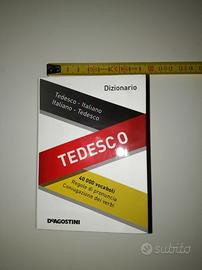 Dizionario
Tedesco - Italiano
Italiano - Tedesco
TEDESCO
40 000 vocaboli
Regole di pronuncia
Coniugazione dei verbi
DeAGOSTINI
subito